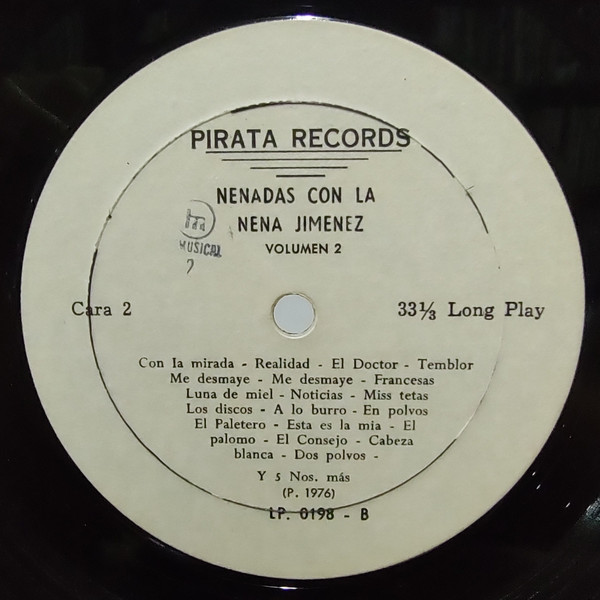 PIRATA RECORDS
NENADAS CON LA
NENA JIMENEZ
VOLUMEN 2
MUSICAL
2
Cara 2
33⅓ Long Play
Con la mirada - Realidad - El Doctor - Temblor
Me desmaye - Me desmaye - Francesas
Luna de miel - Noticias - Miss tetas
Los discos - A lo burro - En polvos
El Paletero - Esta es la mia - El
palomo - El Consejo - Cabeza
blanca - Dos polvos -
Y 5 Nos. más
(P. 1976)
LP. 0198 - B